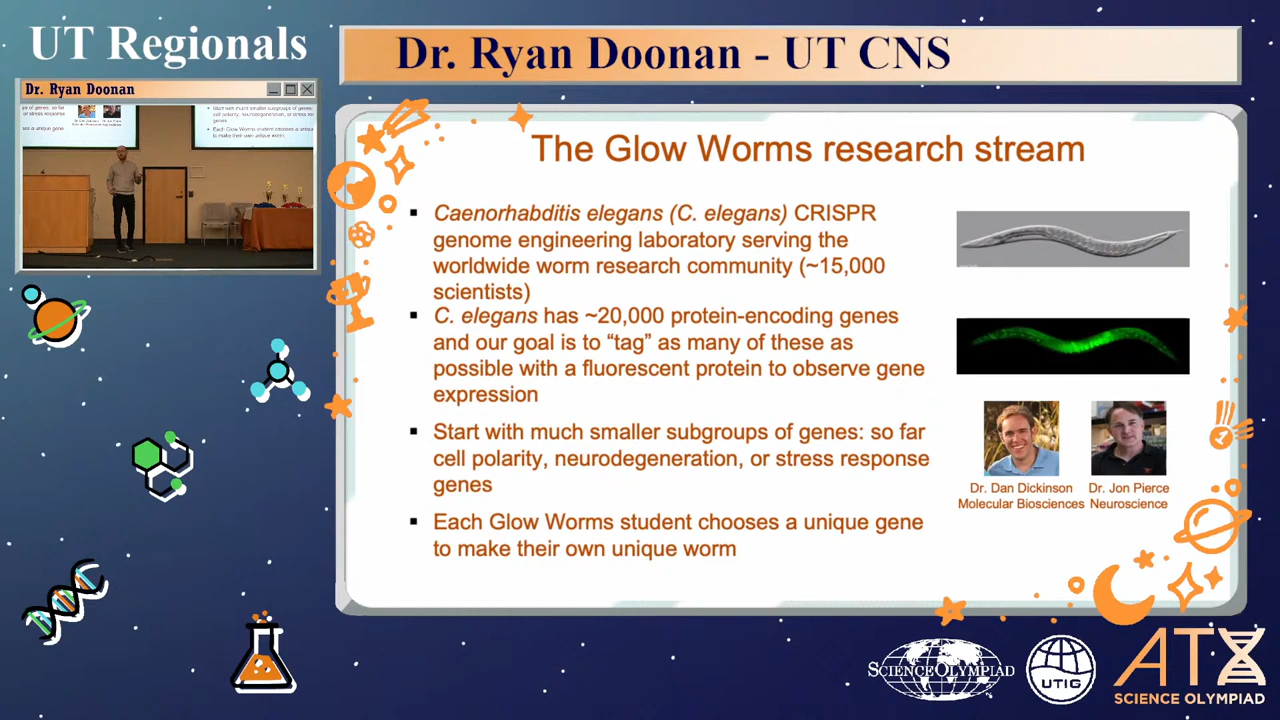 UT Regionals
Dr. Ryan Doonan - UT CNS
Dr. Ryan Doonan
The Glow Worms research stream
▪ Caenorhabditis elegans (C. elegans) CRISPR
genome engineering laboratory serving the
worldwide worm research community (~15,000
scientists)
▪ C. elegans has ~20,000 protein-encoding genes
and our goal is to “tag” as many of these as
possible with a fluorescent protein to observe gene
expression
▪ Start with much smaller subgroups of genes: so far
cell polarity, neurodegeneration, or stress response
genes
▪ Each Glow Worms student chooses a unique gene
to make their own unique worm
Dr. Dan Dickinson
Molecular Biosciences
Dr. Jon Pierce
Neuroscience
SCIENCE OLYMPIAD
UTIG
ATX
SCIENCE OLYMPIAD